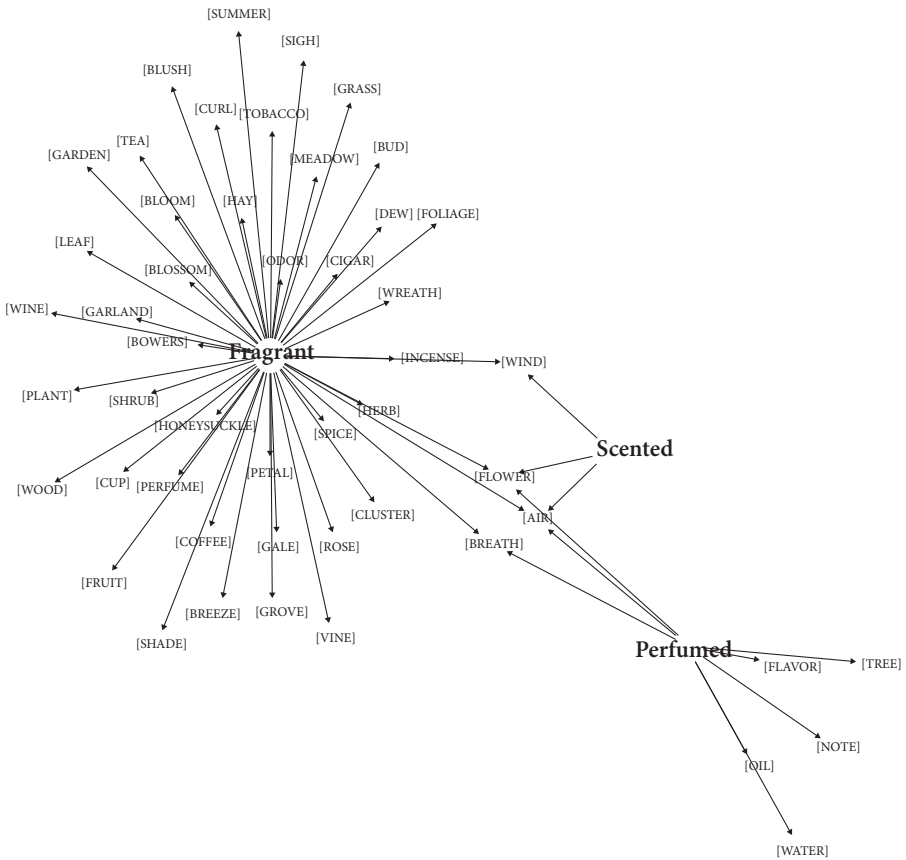 [SUMMER]
[SIGH]
[BLUSH]
[GRASS]
[CURL]
[TOBACCO]
[TEA]
[BUD]
[GARDEN]
[MEADOW]
[BLOOM]
[HAY]
[DEW]
[FOLIAGE]
[LEAF]
[ODOR]
[CIGAR]
[BLOSSOM]
[WREATH]
[WINE]
[GARLAND]
[BOWERS]
Fragrant
[INCENSE]
[WIND]
[PLANT]
[SHRUB]
[HERB]
[HONEYSUCKLE]
[SPICE]
Scented
[PETAL]
[FLOWER]
[CUP]
[PERFUME]
[WOOD]
[CLUSTER]
[AIR]
[COFFEE]
[GALE]
[ROSE]
[BREATH]
[FRUIT]
[BREEZE]
[GROVE]
[SHADE]
[VINE]
Perfumed
[FLAVOR]
[TREE]
[NOTE]
[OIL]
[WATER]